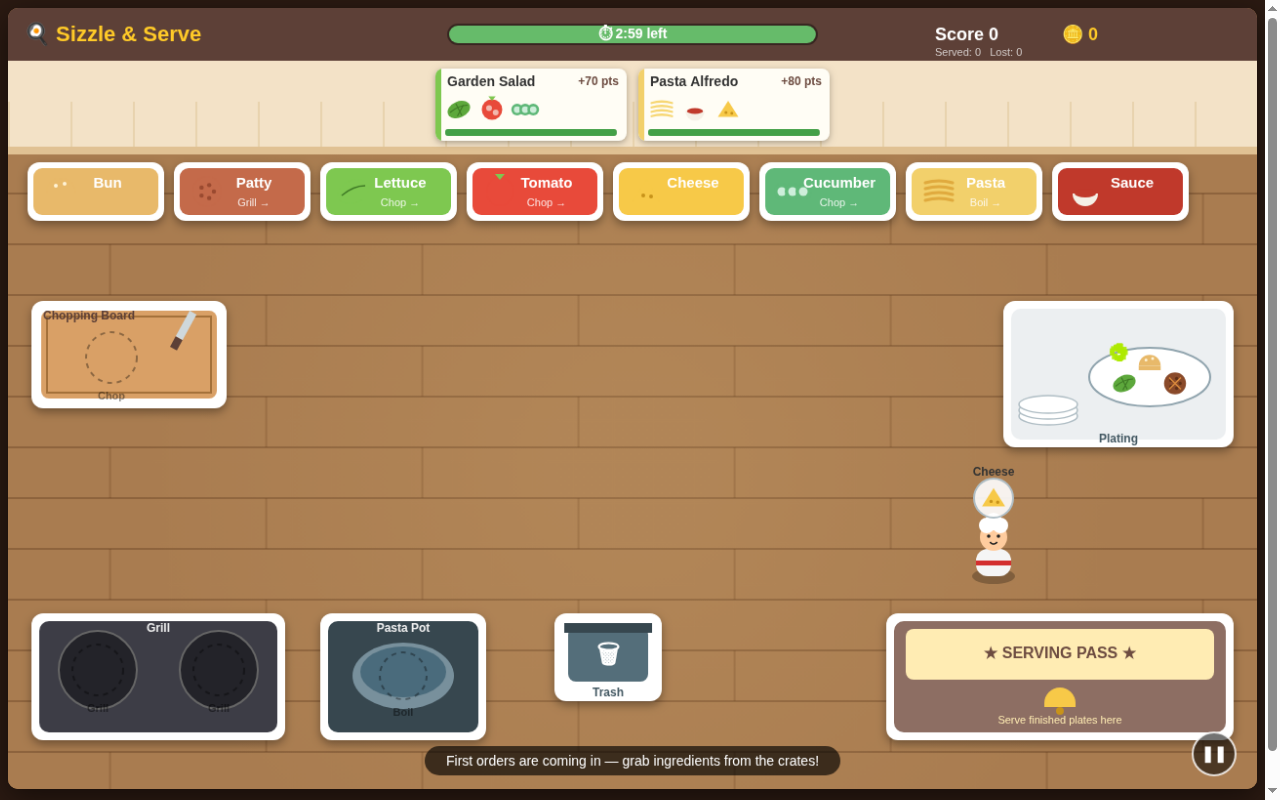 🍳 Sizzle & Serve
⏱ 2:59 left
Score 0
🪙 0
Served: 0 Lost: 0
Garden Salad +70 pts
Pasta Alfredo +80 pts
Bun
Patty
Grill →
Lettuce
Chop →
Tomato
Chop →
Cheese
Cucumber
Chop →
Pasta
Boil →
Sauce
Chopping Board
Chop
Plating
Cheese
Grill
Grill
Grill
Pasta Pot
Boil
Trash
★ SERVING PASS ★
Serve finished plates here
First orders are coming in — grab ingredients from the crates!